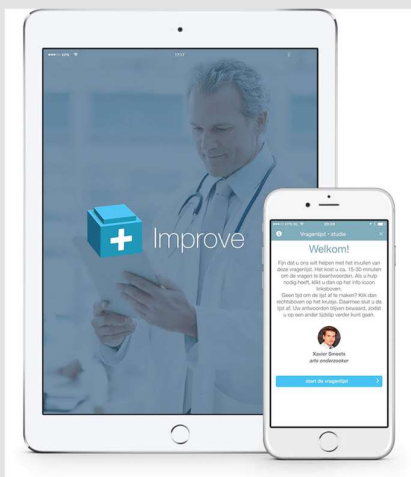 17:17
Improve
Vragenlijst - studie
Welkom!
Fijn dat u ons wilt helpen met het invullen van
deze vragenlijst. Het kost u ca. 15-30 minuten
om de vragen te beantwoorden. Als u hulp
nodig heeft, klikt u dan op het info-icoon
linksboven.
Geen tijd om de lijst af te maken? Klik dan
rechtsboven op het kruisje. Daarmee sluit u de
lijst af. Uw antwoorden blijven bewaard, zodat
u op een ander tijdstip verder kunt gaan.
Xavier Smeets
arts onderzoeker
start de vragenlijst